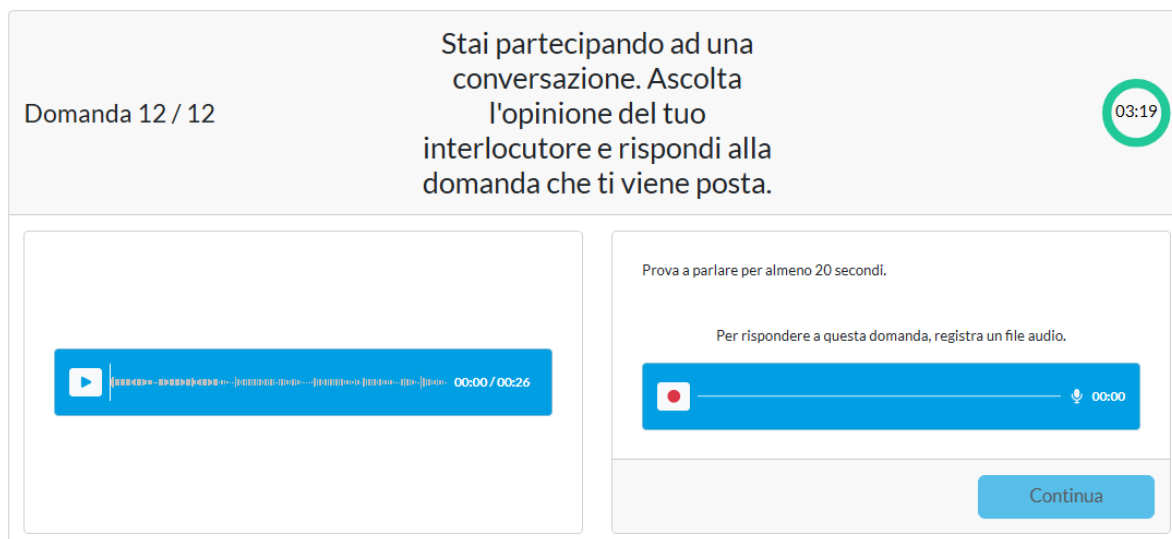 Domanda 12 / 12
Stai partecipando ad una
conversazione. Ascolta
l'opinione del tuo
interlocutore e rispondi alla
domanda che ti viene posta.
03:19
00:00 / 00:26
Prova a parlare per almeno 20 secondi.
Per rispondere a questa domanda, registra un file audio.
00:00
Continua